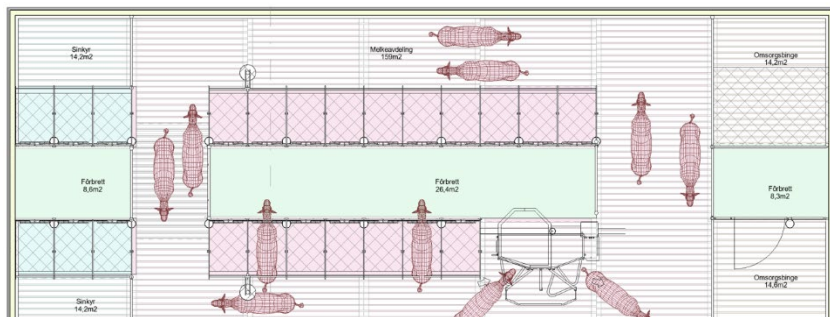 Sinkyr
14,2m2
Melkeavdeling
159m2
Omsorgsbinge
14,2m2
Fôrbrett
8,6m2
Fôrbrett
26,4m2
Fôrbrett
8,3m2
Sinkyr
14,2m2
Omsorgsbinge
14,6m2